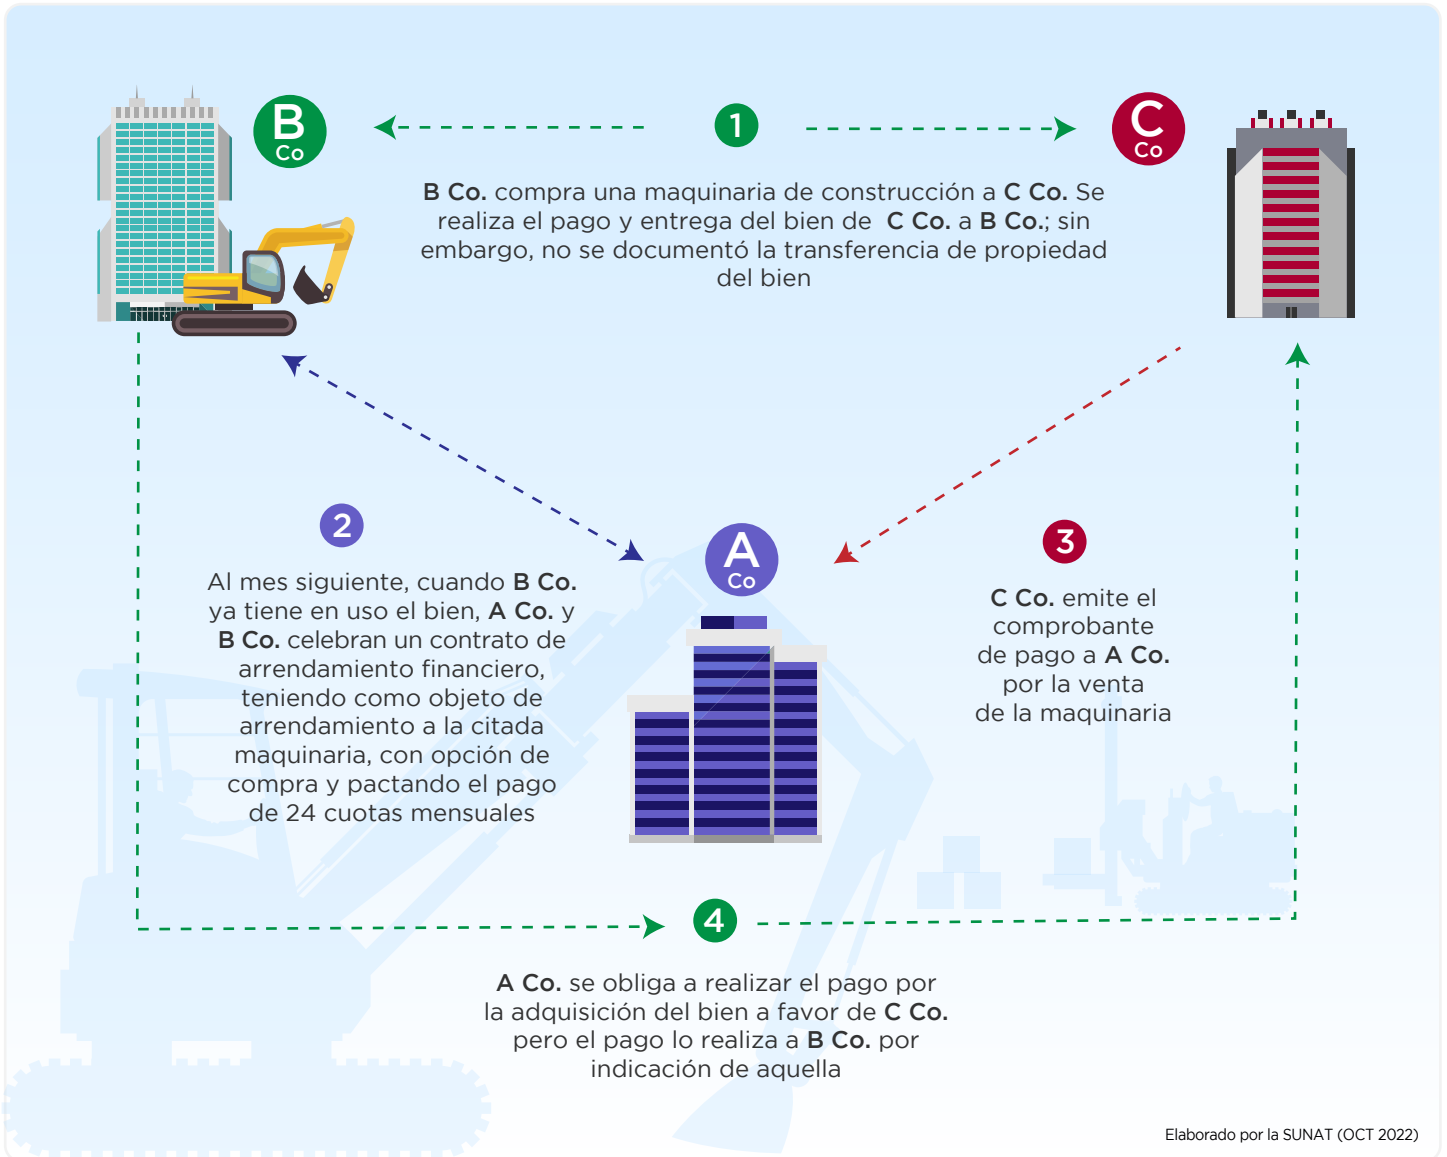 B
Co
1
C
Co
B Co. compra una maquinaria de construcción a C Co. Se
realiza el pago y entrega del bien de C Co. a B Co.; sin
embargo, no se documentó la transferencia de propiedad
del bien
2
Al mes siguiente, cuando B Co.
ya tiene en uso el bien, A Co. y
B Co. celebran un contrato de
arrendamiento financiero,
teniendo como objeto de
arrendamiento a la citada
maquinaria, con opción de
compra y pactando el pago
de 24 cuotas mensuales
A
Co
3
C Co. emite el
comprobante
de pago a A Co.
por la venta
de la maquinaria
4
A Co. se obliga a realizar el pago por
la adquisición del bien a favor de C Co.
pero el pago lo realiza a B Co. por
indicación de aquella
Elaborado por la SUNAT (OCT 2022)